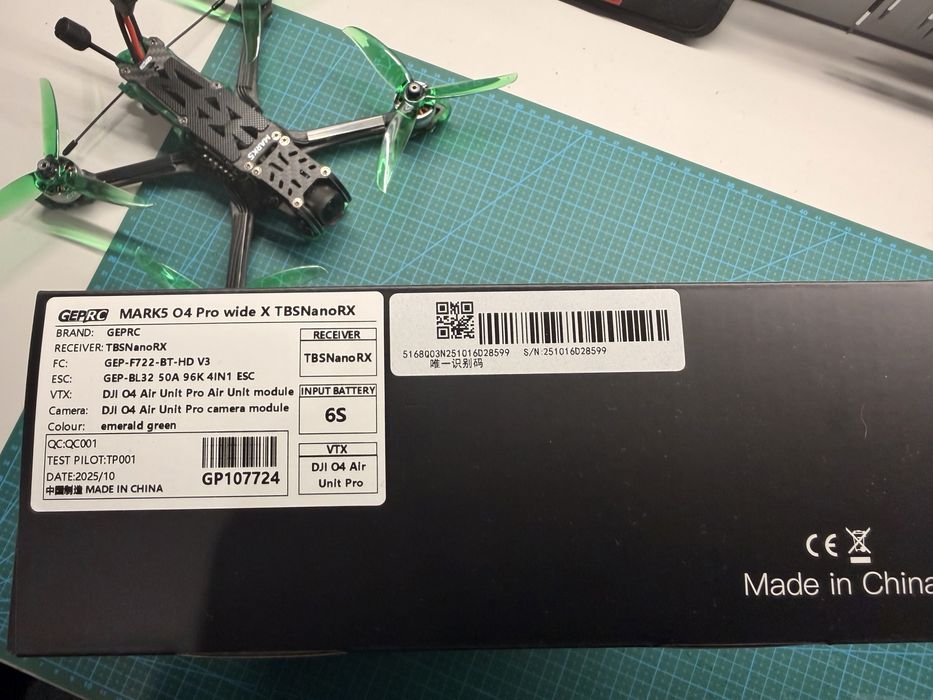 MARK5
GEPRC MARK5 O4 Pro wide X TBSNanoRX
BRAND: GEPRC
RECEIVER: TBSNanoRX
FC: GEP-F722-BT-HD V3
ESC: GEP-BL32 50A 96K 4IN1 ESC
VTX: DJI O4 Air Unit Pro Air Unit module
Camera: DJI O4 Air Unit Pro camera module
Colour: emerald green
QC:QC001
TEST PILOT:TP001
DATE:2025/10
中国制造 MADE IN CHINA
GP107724
RECEIVER
TBSNanoRX
INPUT BATTERY
6S
VTX
DJI O4 Air
Unit Pro
5168Q03N251016D28599 S/N:251016D28599
唯一识别码
CE
Made in China